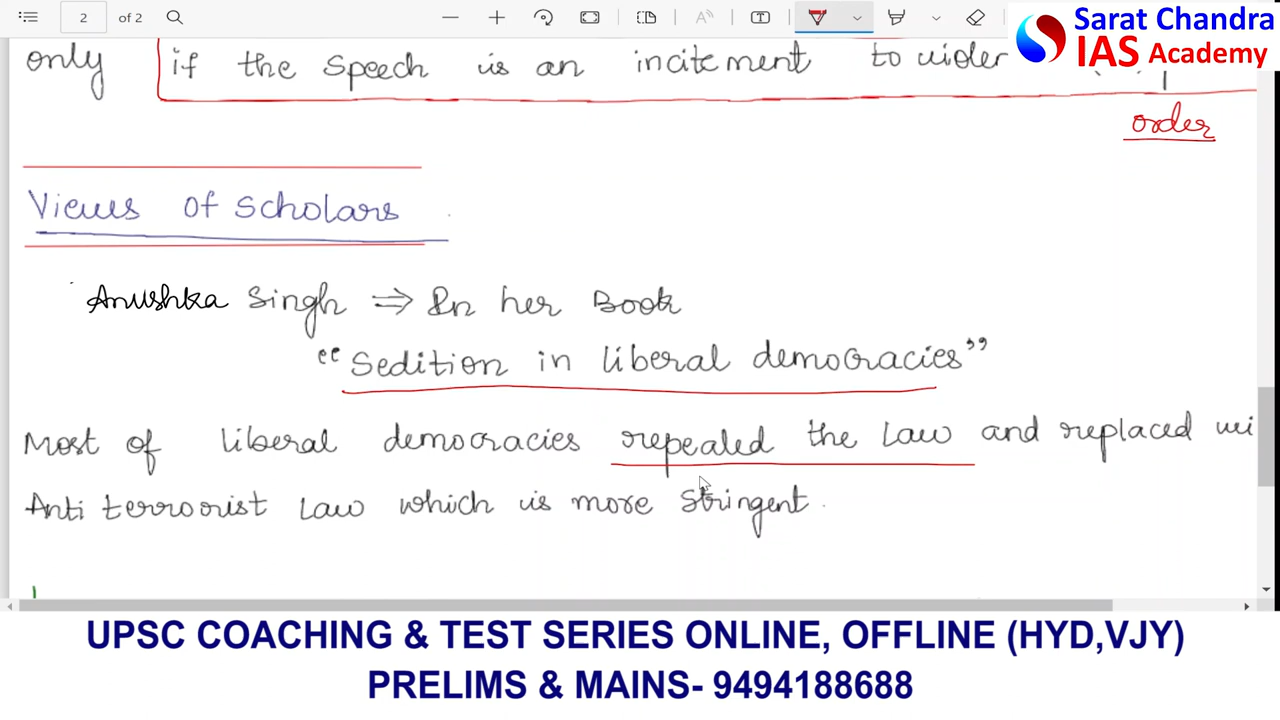 2 of 2
Sarat Chandra
IAS Academy
only if the Speech is an incitement to
order
Views of Scholars
Anushka Singh ⇒ In her Book
"Sedition in liberal democracies"
Most of liberal democracies repealed the Law and replaced wi
Anti terrorist Law which is more Stringent.
UPSC COACHING & TEST SERIES ONLINE, OFFLINE (HYD,VJY)
PRELIMS & MAINS- 9494188688